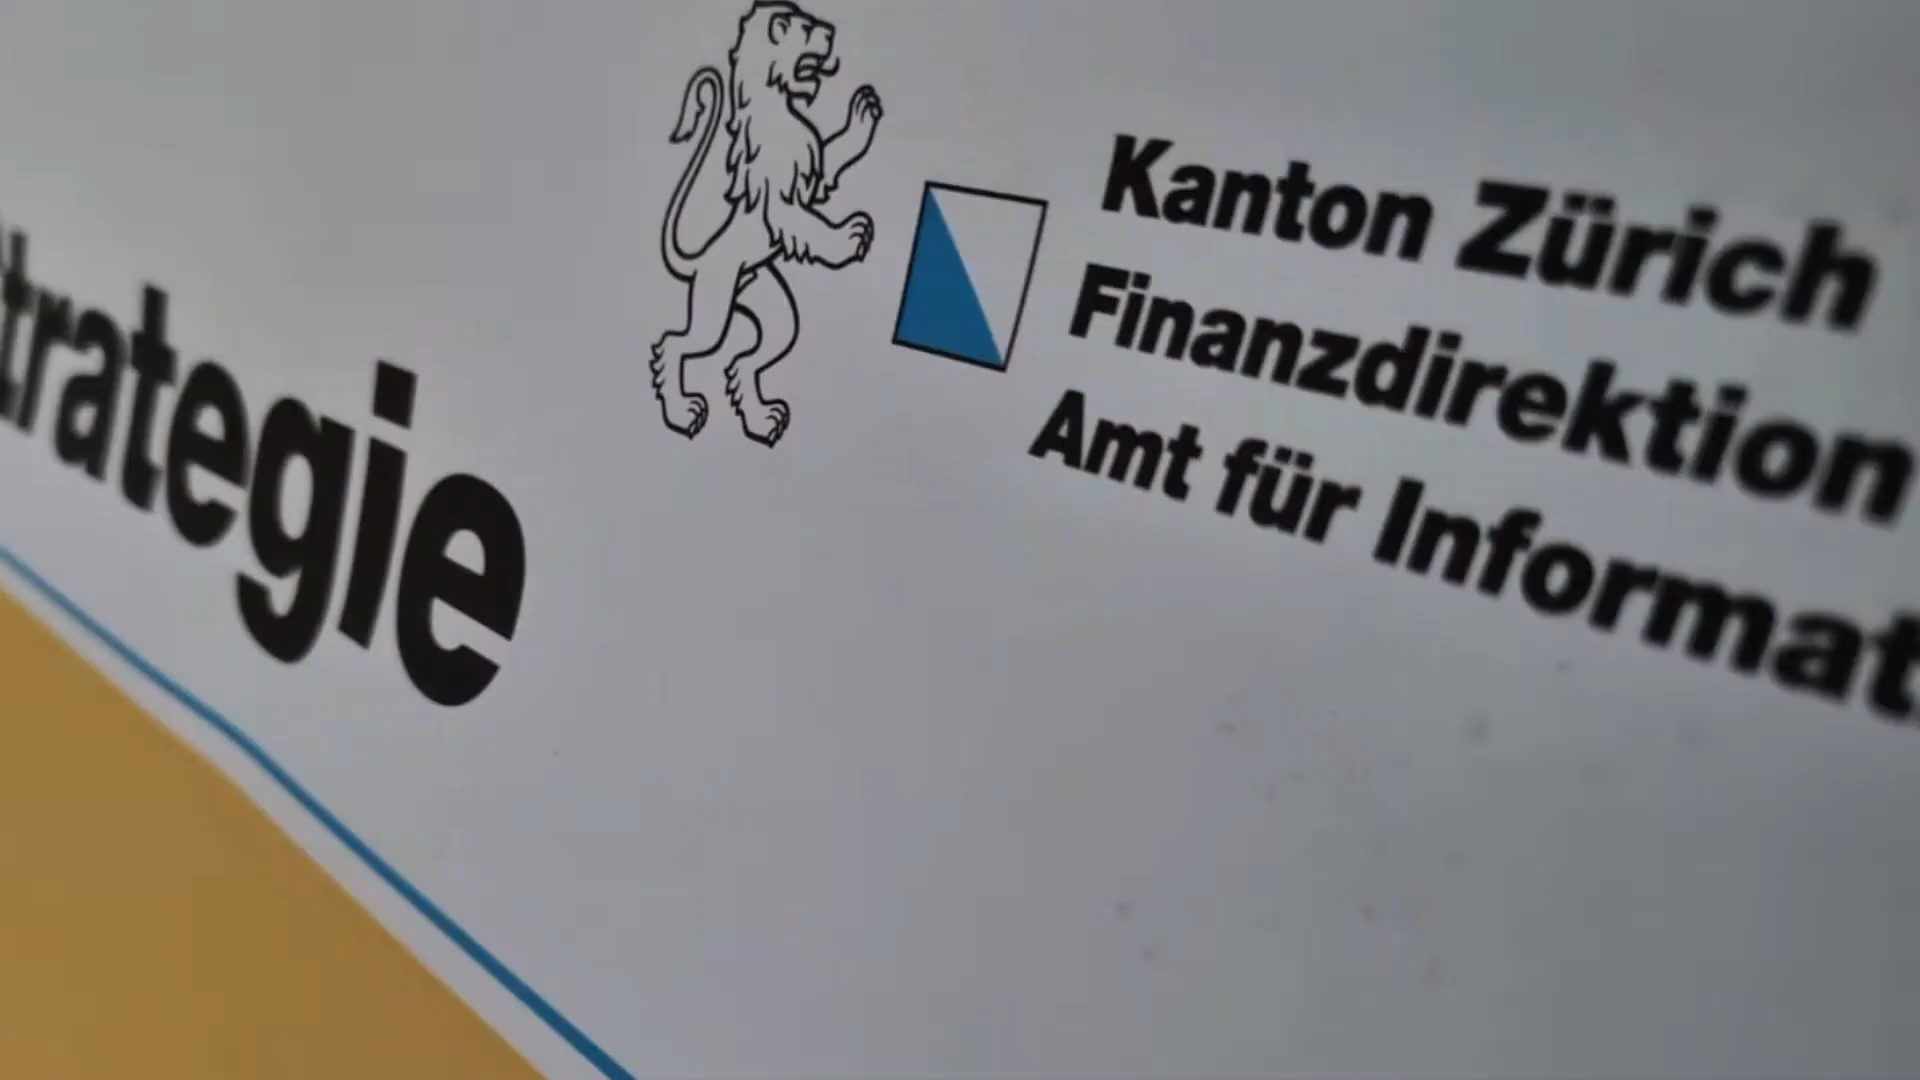 Kanton Zürich
Finanzdirektion
Amt für Informat
trategie